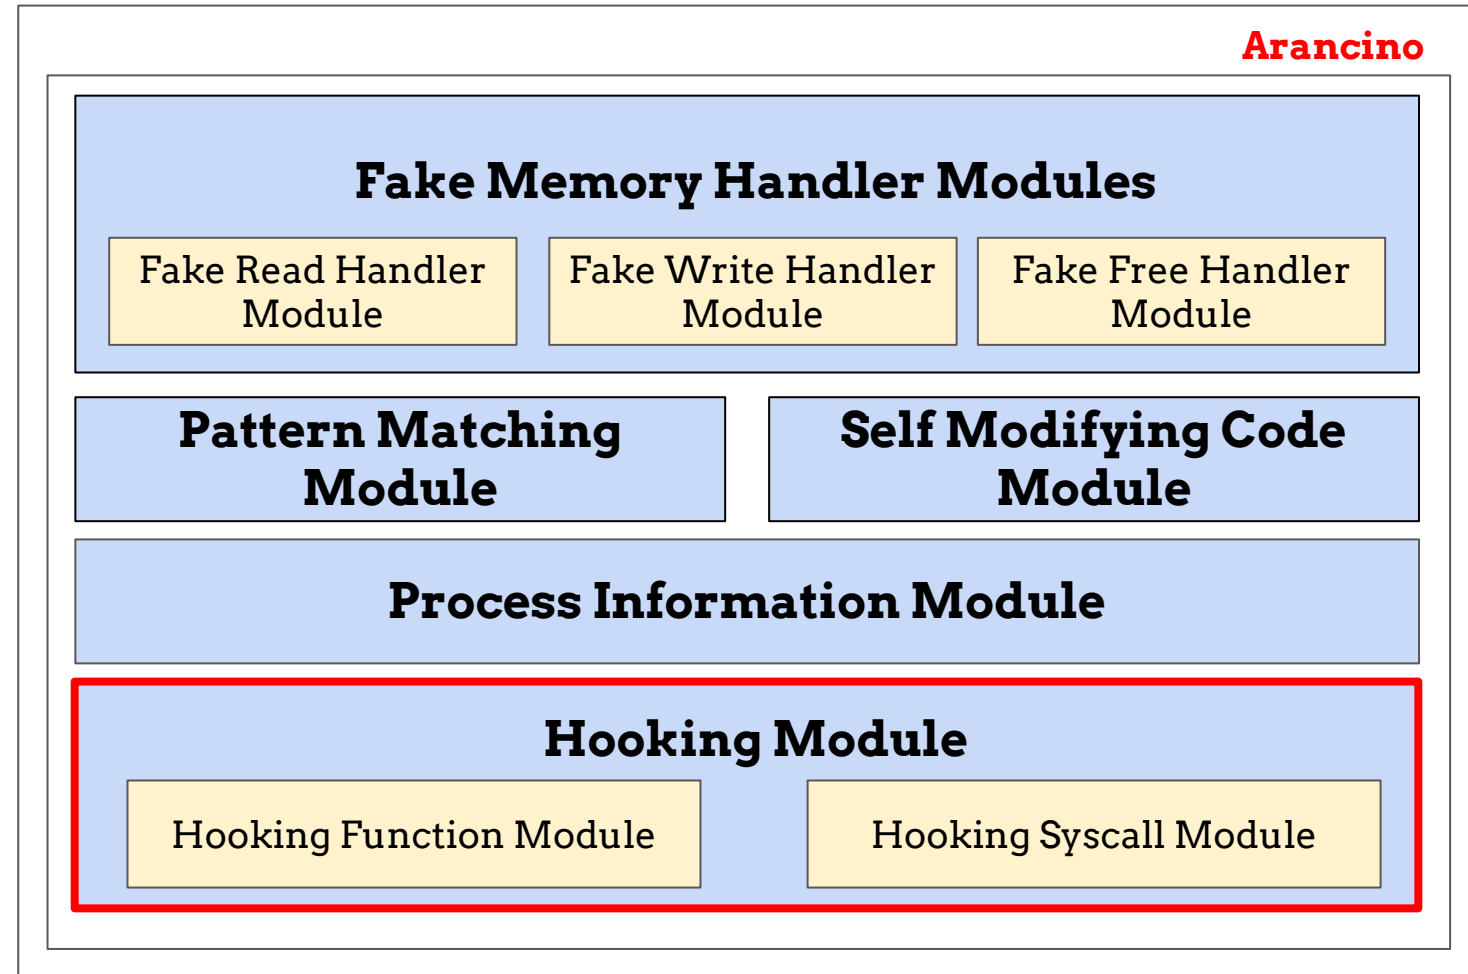 Arancino
Fake Memory Handler Modules
Fake Read Handler
Module
Fake Write Handler
Module
Fake Free Handler
Module
Pattern Matching
Module
Self Modifying Code
Module
Process Information Module
Hooking Module
Hooking Function Module
Hooking Syscall Module